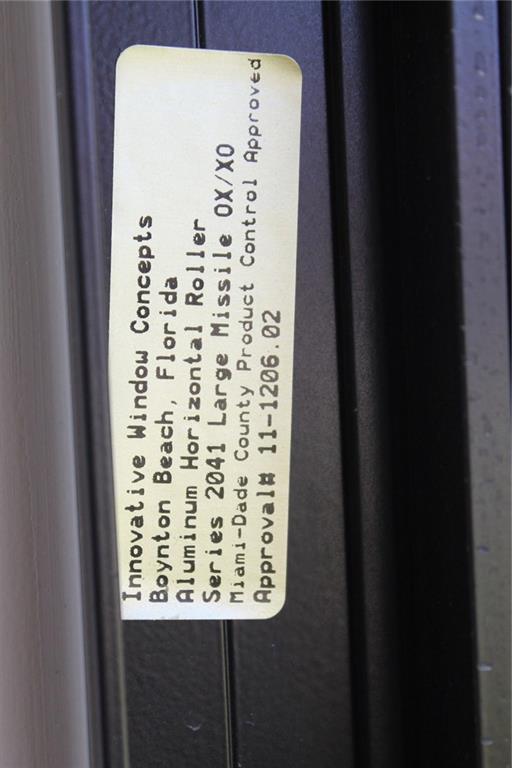 Innovative Window Concepts
Boynton Beach, Florida
Aluminum Horizontal Roller
Series 2041 Large Missile OX/XO
Miami-Dade County Product Control Approved
Approval# 11-1206.02